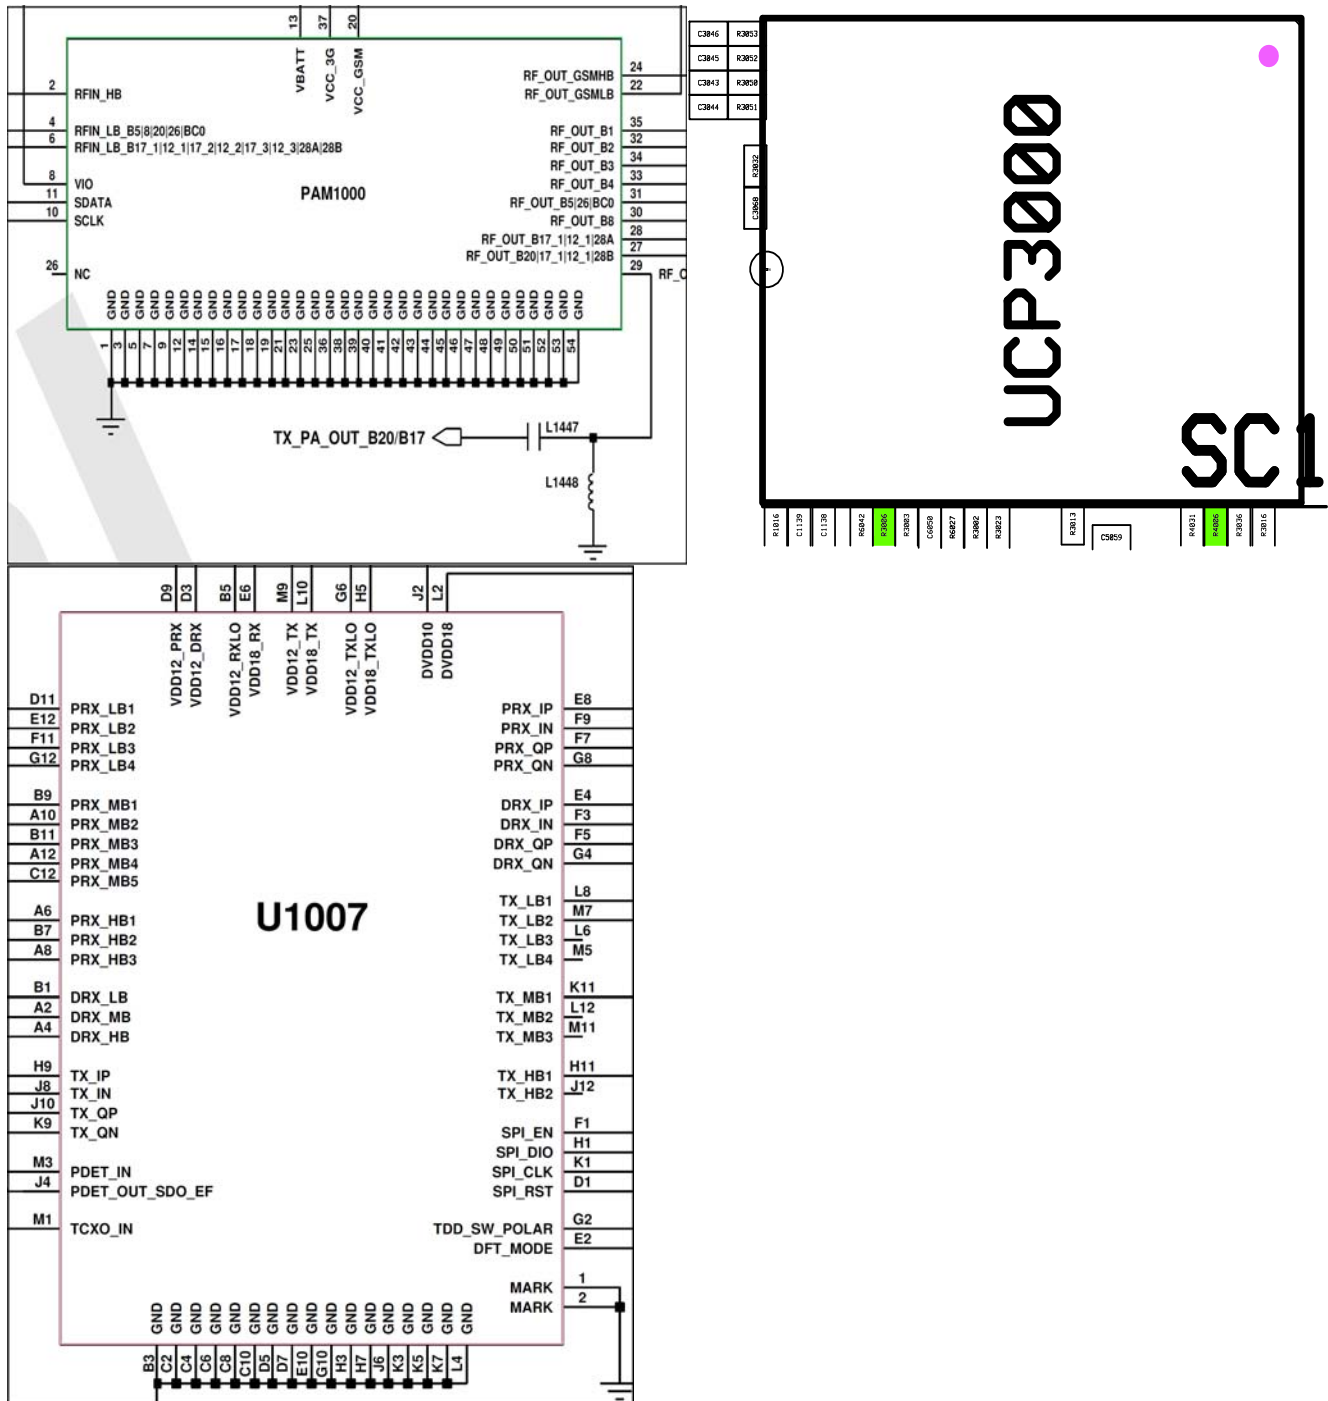 13 37 20
VBATT VCC_3G VCC_GSM
2 RFIN_HB
4 RFIN_LB_B5|8|20|26|BC0
6 RFIN_LB_B17_1|12_1|17_2|12_2|17_3|12_3|28A|28B
8 VIO
11 SDATA
10 SCLK
26 NC
PAM1000
RF_OUT_GSMHB 24
RF_OUT_GSMLB 22
RF_OUT_B1 35
RF_OUT_B2 32
RF_OUT_B3 34
RF_OUT_B4 33
RF_OUT_B5|26|BC0 31
RF_OUT_B8 30
RF_OUT_B17_1|12_1|28A 28
RF_OUT_B20|17_1|12_1|28B 27
29 RF_O
GND GND GND GND GND GND GND GND GND GND GND GND GND GND GND GND GND GND GND GND GND GND GND GND GND GND GND GND GND GND GND GND
1 3 5 7 9 12 14 15 16 17 18 19 21 23 25 36 38 39 40 41 42 43 44 45 46 47 48 49 50 51 52 53 54
TX_PA_OUT_B20/B17
L1447
L1448
C3046 R3053
C3045 R3052
C3043 R3050
C3044 R3051
R3032
C3068
UCP3000
SC1
R1016 C1139 C1138 R6042 R3006 R3003 C6050 R6027 R3002 R3023 R3013 C5059 R4031 R4006 R3036 R3016
D9 D3 B5 E6 M9 L10 G6 H5 J2 L2
VDD12_PRX VDD12_DRX VDD12_RXLO VDD18_RX VDD12_TX VDD18_TX VDD12_TXLO VDD18_TXLO DVDD10 DVDD18
D11 PRX_LB1
E12 PRX_LB2
F11 PRX_LB3
G12 PRX_LB4
B9 PRX_MB1
A10 PRX_MB2
B11 PRX_MB3
A12 PRX_MB4
C12 PRX_MB5
A6 PRX_HB1
B7 PRX_HB2
A8 PRX_HB3
B1 DRX_LB
A2 DRX_MB
A4 DRX_HB
H9 TX_IP
J8 TX_IN
J10 TX_QP
K9 TX_QN
M3 PDET_IN
J4 PDET_OUT_SDO_EF
M1 TCXO_IN
U1007
PRX_IP E8
PRX_IN F9
PRX_QP F7
PRX_QN G8
DRX_IP E4
DRX_IN F3
DRX_QP F5
DRX_QN G4
TX_LB1 L8
TX_LB2 M7
TX_LB3 L6
TX_LB4 M5
TX_MB1 K11
TX_MB2 L12
TX_MB3 M11
TX_HB1 H11
TX_HB2 J12
SPI_EN F1
SPI_DIO H1
SPI_CLK K1
SPI_RST D1
TDD_SW_POLAR G2
DFT_MODE E2
MARK 1
MARK 2
GND GND GND GND GND GND GND GND GND GND GND GND GND GND GND GND GND
B3 C2 C4 C6 C8 C10 D5 D7 E10 G10 H3 H7 J6 K3 K5 K7 L4